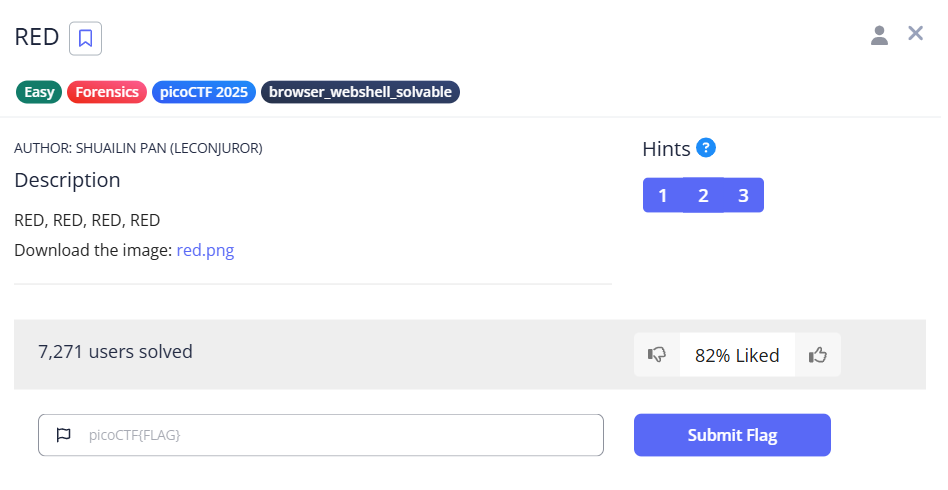 RED
Easy Forensics picoCTF 2025 browser_webshell_solvable
AUTHOR: SHUAILIN PAN (LECONJUROR)
Description
RED, RED, RED, RED
Download the image: red.png
Hints ?
1 2 3
7,271 users solved
82% Liked
picoCTF{FLAG}
Submit Flag